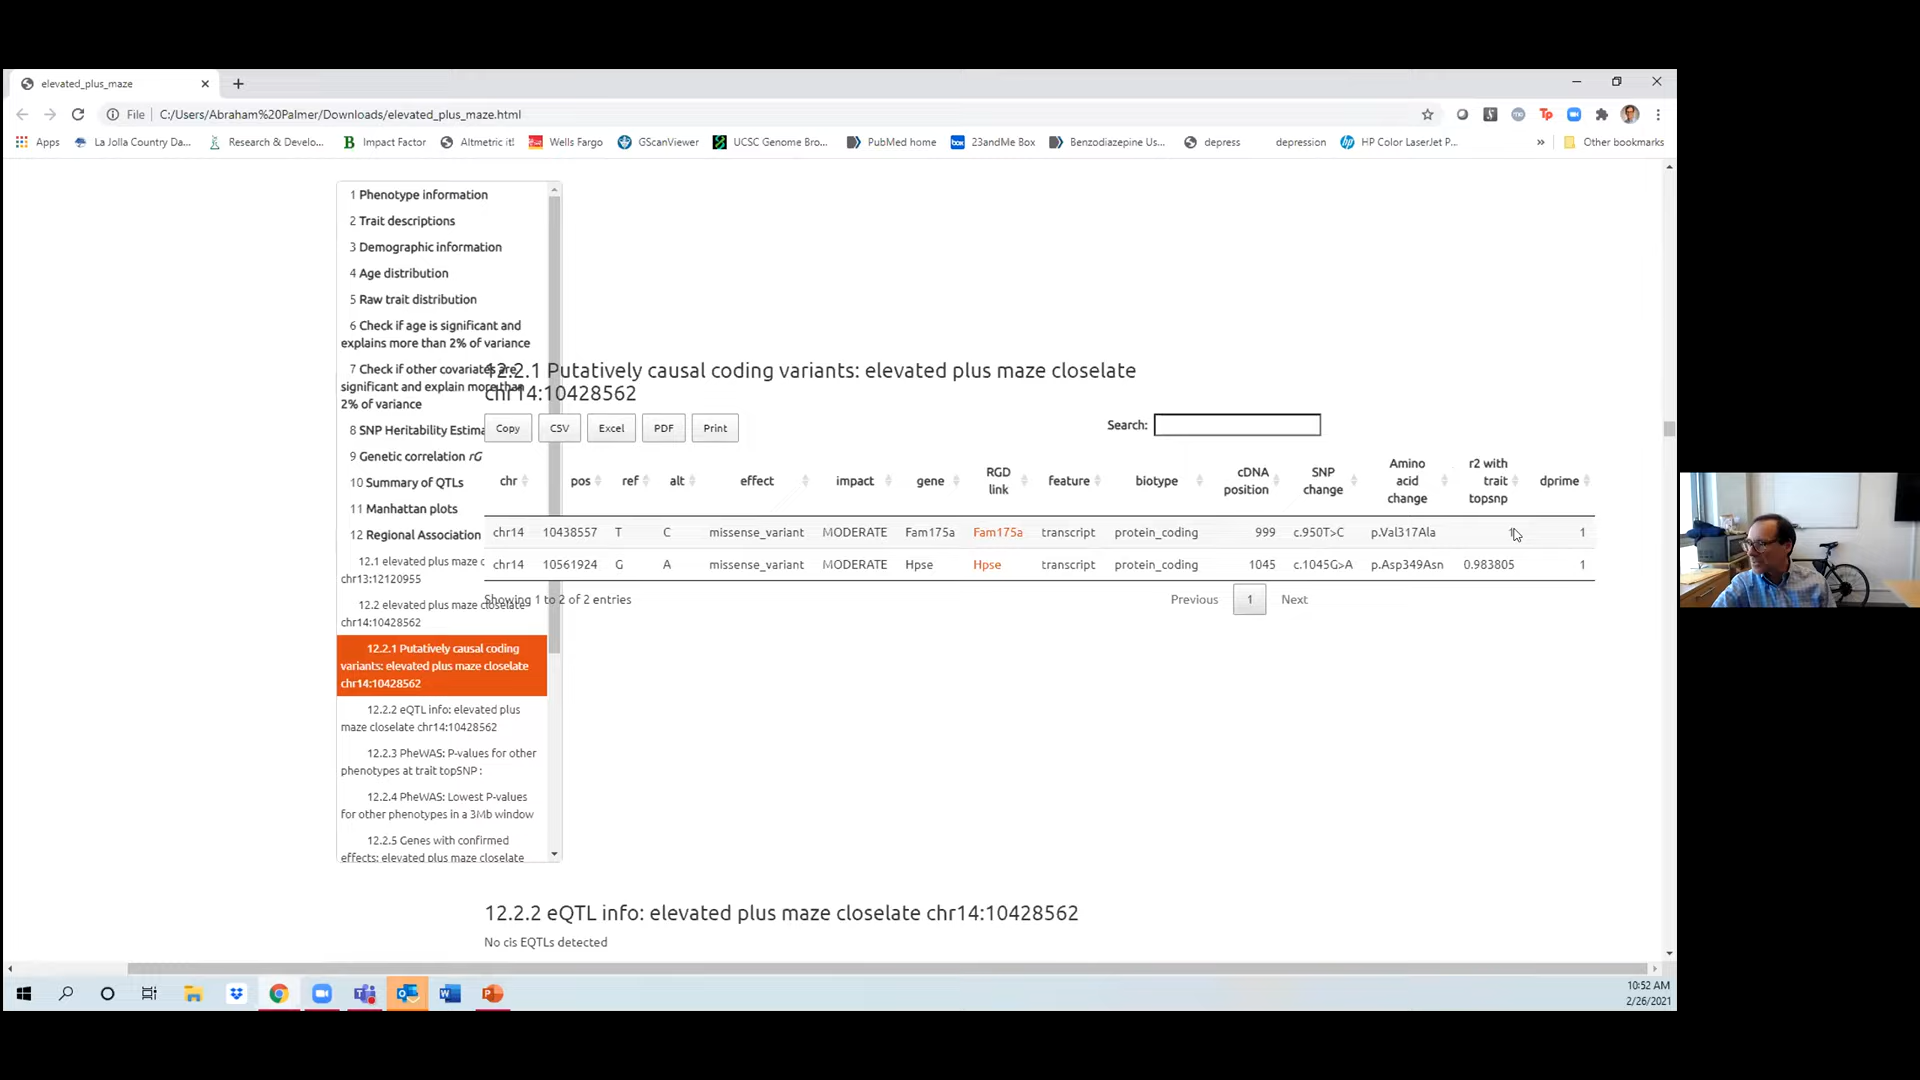 elevated_plus_maze
File C:/Users/Abraham%20Palmer/Downloads/elevated_plus_maze.html
Apps La Jolla Country Da... Research & Develo... Impact Factor Altmetric it! Wells Fargo GScanViewer UCSC Genome Bro... PubMed home 23andMe Box Benzodiazepine Us... depress depression HP Color LaserJet P... » Other bookmarks
1 Phenotype information
2 Trait descriptions
3 Demographic information
4 Age distribution
5 Raw trait distribution
6 Check if age is significant and
explains more than 2% of variance
7 Check if other covariates are
significant and explain more than
2% of variance
8 SNP Heritability Estima
9 Genetic correlation rG
10 Summary of QTLs
11 Manhattan plots
12 Regional Association
12.1 elevated plus maze c
chr13:12120955
12.2 elevated plus maze closelate
chr14:10428562
12.2.1 Putatively causal coding
variants: elevated plus maze closelate
chr14:10428562
12.2.2 eQTL info: elevated plus
maze closelate chr14:10428562
12.2.3 PheWAS: P-values for other
phenotypes at trait topSNP :
12.2.4 PheWAS: Lowest P-values
for other phenotypes in a 3Mb window
12.2.5 Genes with confirmed
effects: elevated plus maze closelate
12.2.1 Putatively causal coding variants: elevated plus maze closelate
chr14:10428562
Copy CSV Excel PDF Print Search:
chr pos ref alt effect impact gene RGD link feature biotype cDNA position SNP change Amino acid change r2 with trait topsnp dprime
chr14 10438557 T C missense_variant MODERATE Fam175a Fam175a transcript protein_coding 999 c.950T>C p.Val317Ala 1 1
chr14 10561924 G A missense_variant MODERATE Hpse Hpse transcript protein_coding 1045 c.1045G>A p.Asp349Asn 0.983805 1
Showing 1 to 2 of 2 entries Previous 1 Next
12.2.2 eQTL info: elevated plus maze closelate chr14:10428562
No cis EQTLs detected
10:52 AM
2/26/2021